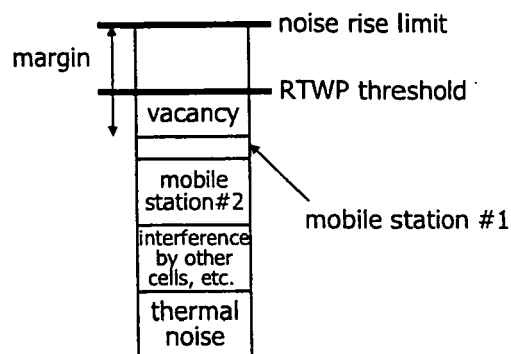 noise rise limit
margin
RTWP threshold
vacancy
mobile
station#2
mobile station #1
interference
by other
cells, etc.
thermal
noise